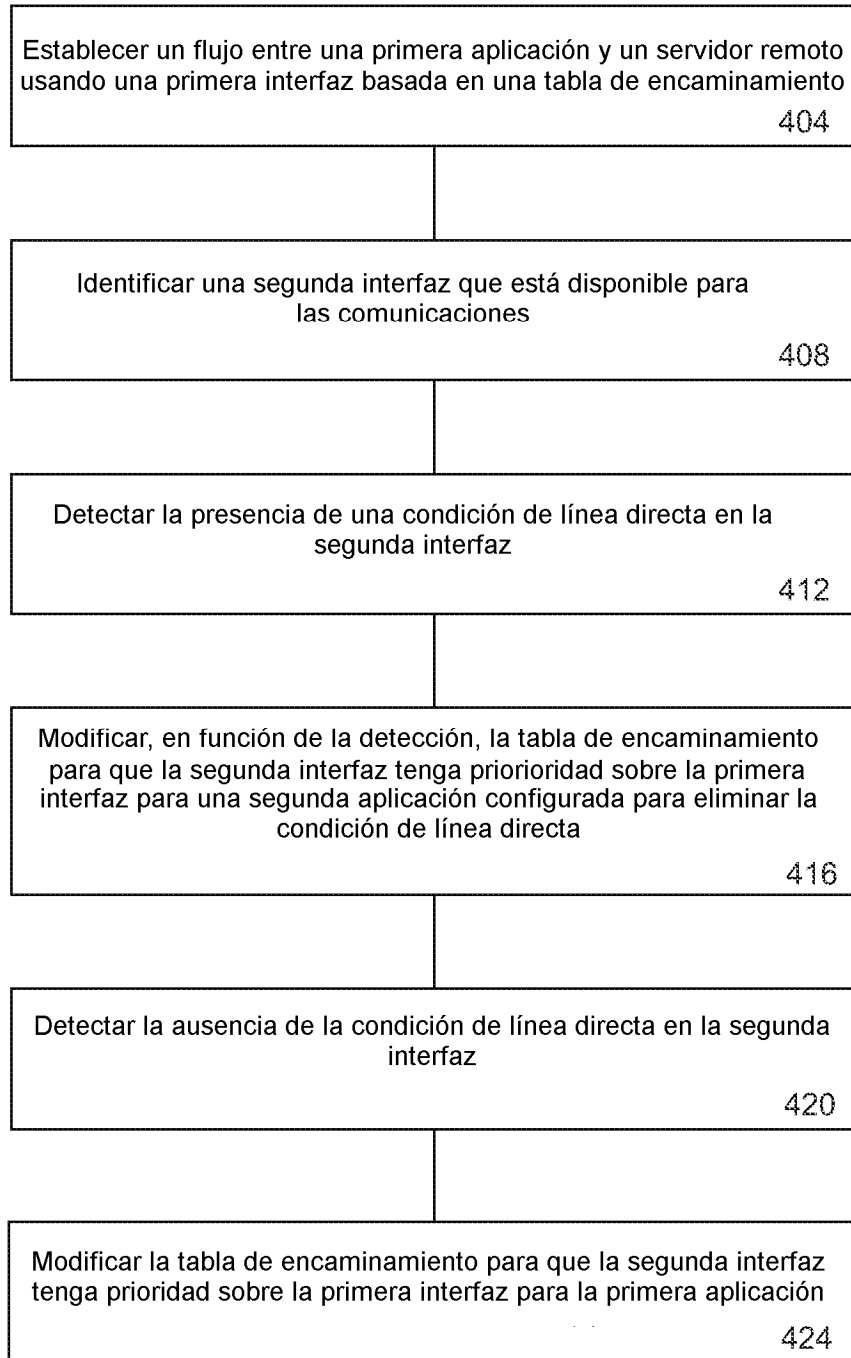 Establecer un flujo entre una primera aplicación y un servidor remoto
usando una primera interfaz basada en una tabla de encaminamiento
404
Identificar una segunda interfaz que está disponible para
las comunicaciones
408
Detectar la presencia de una condición de línea directa en la
segunda interfaz
412
Modificar, en función de la detección, la tabla de encaminamiento
para que la segunda interfaz tenga priorioridad sobre la primera
interfaz para una segunda aplicación configurada para eliminar la
condición de línea directa
416
Detectar la ausencia de la condición de línea directa en la segunda
interfaz
420
Modificar la tabla de encaminamiento para que la segunda interfaz
tenga prioridad sobre la primera interfaz para la primera aplicación
424